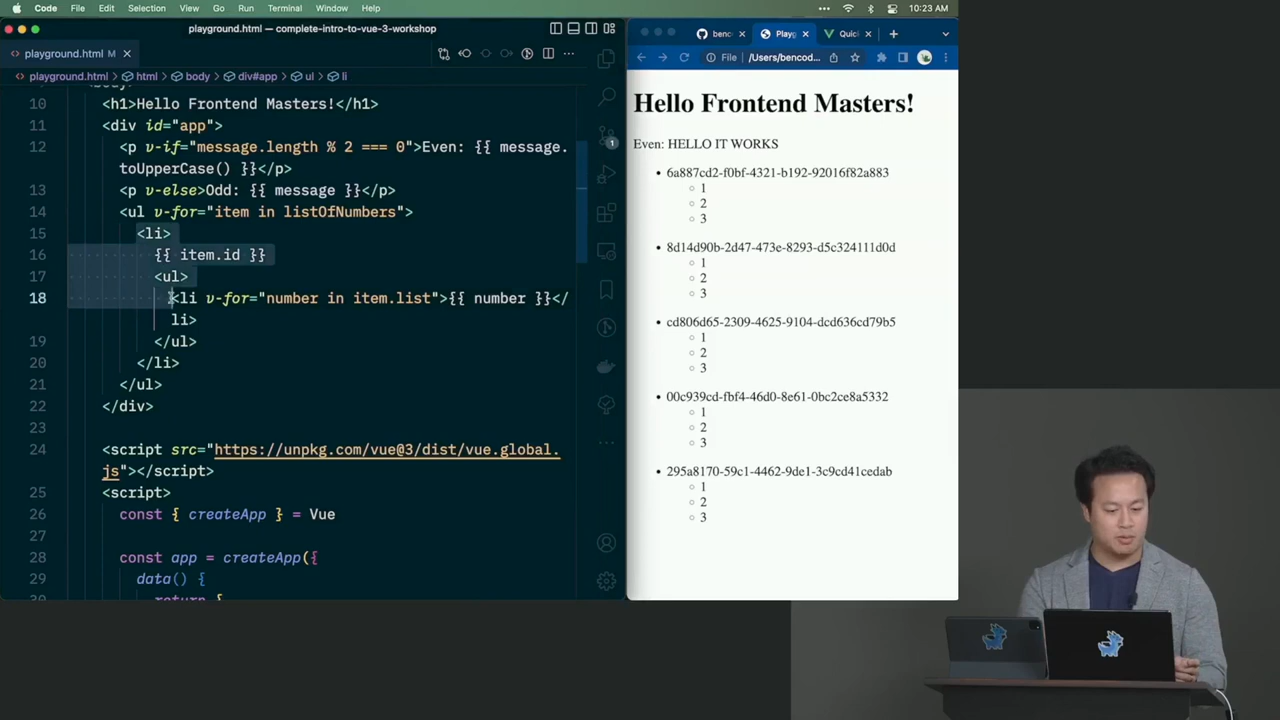 Code File Edit Selection View Go Run Terminal Window Help 10:23 AM
playground.html — complete-intro-to-vue-3-workshop
playground.html M
playground.html > html > body > div#app > ul > li
10 <h1>Hello Frontend Masters!</h1>
11 <div id="app">
12 <p v-if="message.length % 2 === 0">Even: {{ message.
toUpperCase() }}</p>
13 <p v-else>Odd: {{ message }}</p>
14 <ul v-for="item in listOfNumbers">
15 <li>
16 {{ item.id }}
17 <ul>
18 <li v-for="number in item.list">{{ number }}</
li>
19 </ul>
20 </li>
21 </ul>
22 </div>
23
24 <script src="https://unpkg.com/vue@3/dist/vue.global.
js"></script>
25 <script>
26 const { createApp } = Vue
27
28 const app = createApp({
29 data() {
30 return {
1
benc
Playg
Quic
File /Users/bencod...
Hello Frontend Masters!
Even: HELLO IT WORKS
• 6a887cd2-f0bf-4321-b192-92016f82a883
○ 1
○ 2
○ 3
• 8d14d90b-2d47-473e-8293-d5c324111d0d
○ 1
○ 2
○ 3
• cd806d65-2309-4625-9104-dcd636cd79b5
○ 1
○ 2
○ 3
• 00c939cd-fbf4-46d0-8e61-0bc2ce8a5332
○ 1
○ 2
○ 3
• 295a8170-59c1-4462-9de1-3c9cd41cedab
○ 1
○ 2
○ 3